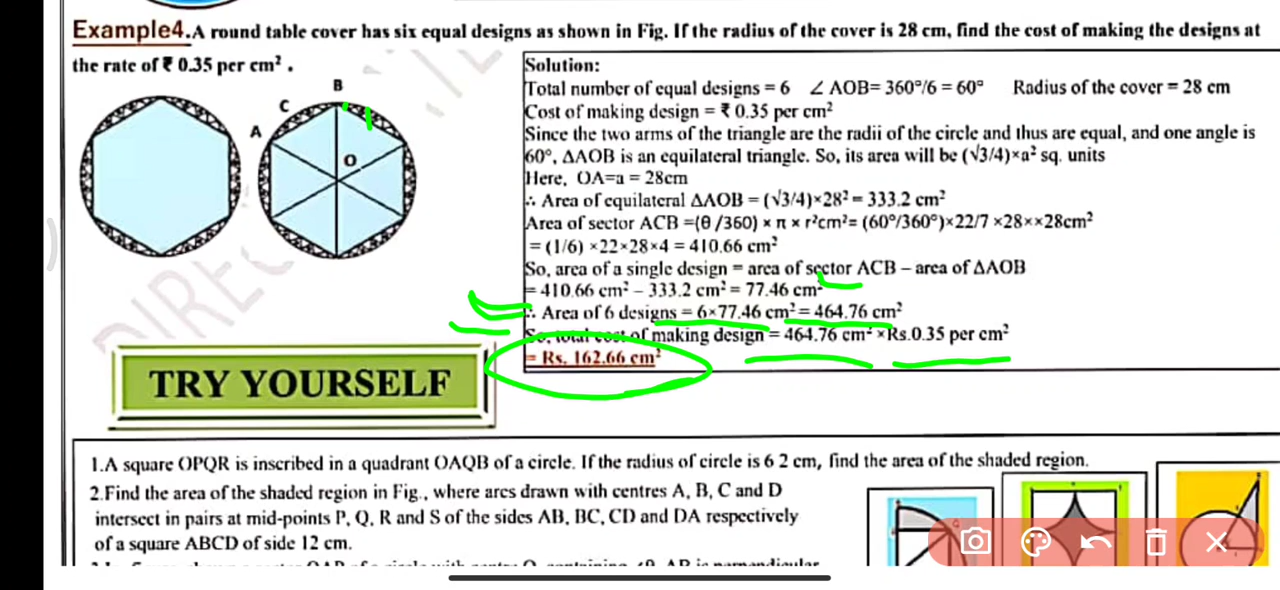 Example4.A round table cover has six equal designs as shown in Fig. If the radius of the cover is 28 cm, find the cost of making the designs at
the rate of ₹ 0.35 per cm² .
B
C
A
O
Solution:
Total number of equal designs = 6 ∠ AOB= 360°/6 = 60° Radius of the cover = 28 cm
Cost of making design = ₹ 0.35 per cm²
Since the two arms of the triangle are the radii of the circle and thus are equal, and one angle is
60°, ΔAOB is an equilateral triangle. So, its area will be (√3/4)×a² sq. units
Here, OA=a = 28cm
∴ Area of equilateral ΔAOB = (√3/4)×28² = 333.2 cm²
Area of sector ACB =(θ /360) × π × r²cm²= (60°/360°)×22/7 ×28××28cm²
= (1/6) ×22×28×4 = 410.66 cm²
So, area of a single design = area of sector ACB – area of ΔAOB
= 410.66 cm² – 333.2 cm² = 77.46 cm²
∴ Area of 6 designs = 6×77.46 cm²= 464.76 cm²
So, total cost of making design = 464.76 cm² ×Rs.0.35 per cm²
= Rs. 162.66 cm²
TRY YOURSELF
1.A square OPQR is inscribed in a quadrant OAQB of a circle. If the radius of circle is 6 2 cm, find the area of the shaded region.
2.Find the area of the shaded region in Fig., where arcs drawn with centres A, B, C and D
intersect in pairs at mid-points P, Q, R and S of the sides AB, BC, CD and DA respectively
of a square ABCD of side 12 cm.